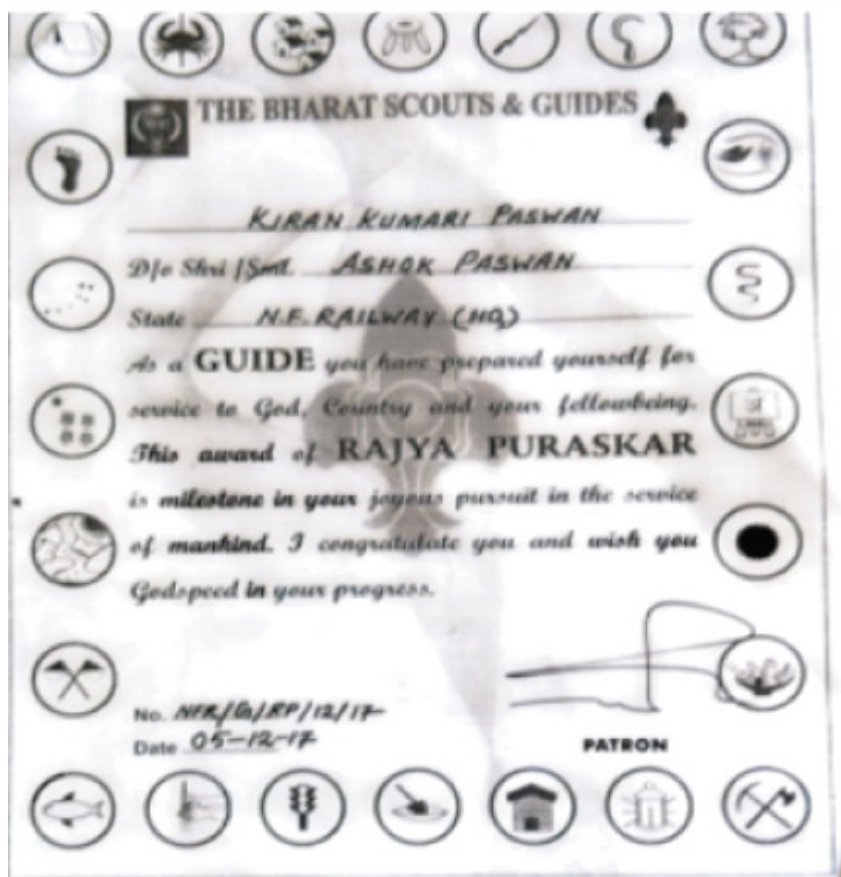 THE BHARAT SCOUTS & GUIDES
KIRAN KUMARI PASWAN
D/o Shri /Smt. ASHOK PASWAN
State N.F. RAILWAY (HQ)
As a GUIDE you have prepared yourself for
service to God, Country and your fellowbeing.
This award of RAJYA PURASKAR
is milestone in your joyous pursuit in the service
of mankind. I congratulate you and wish you
Godspeed in your progress.
No. NFR/G/RP/12/17
Date 05-12-17
PATRON